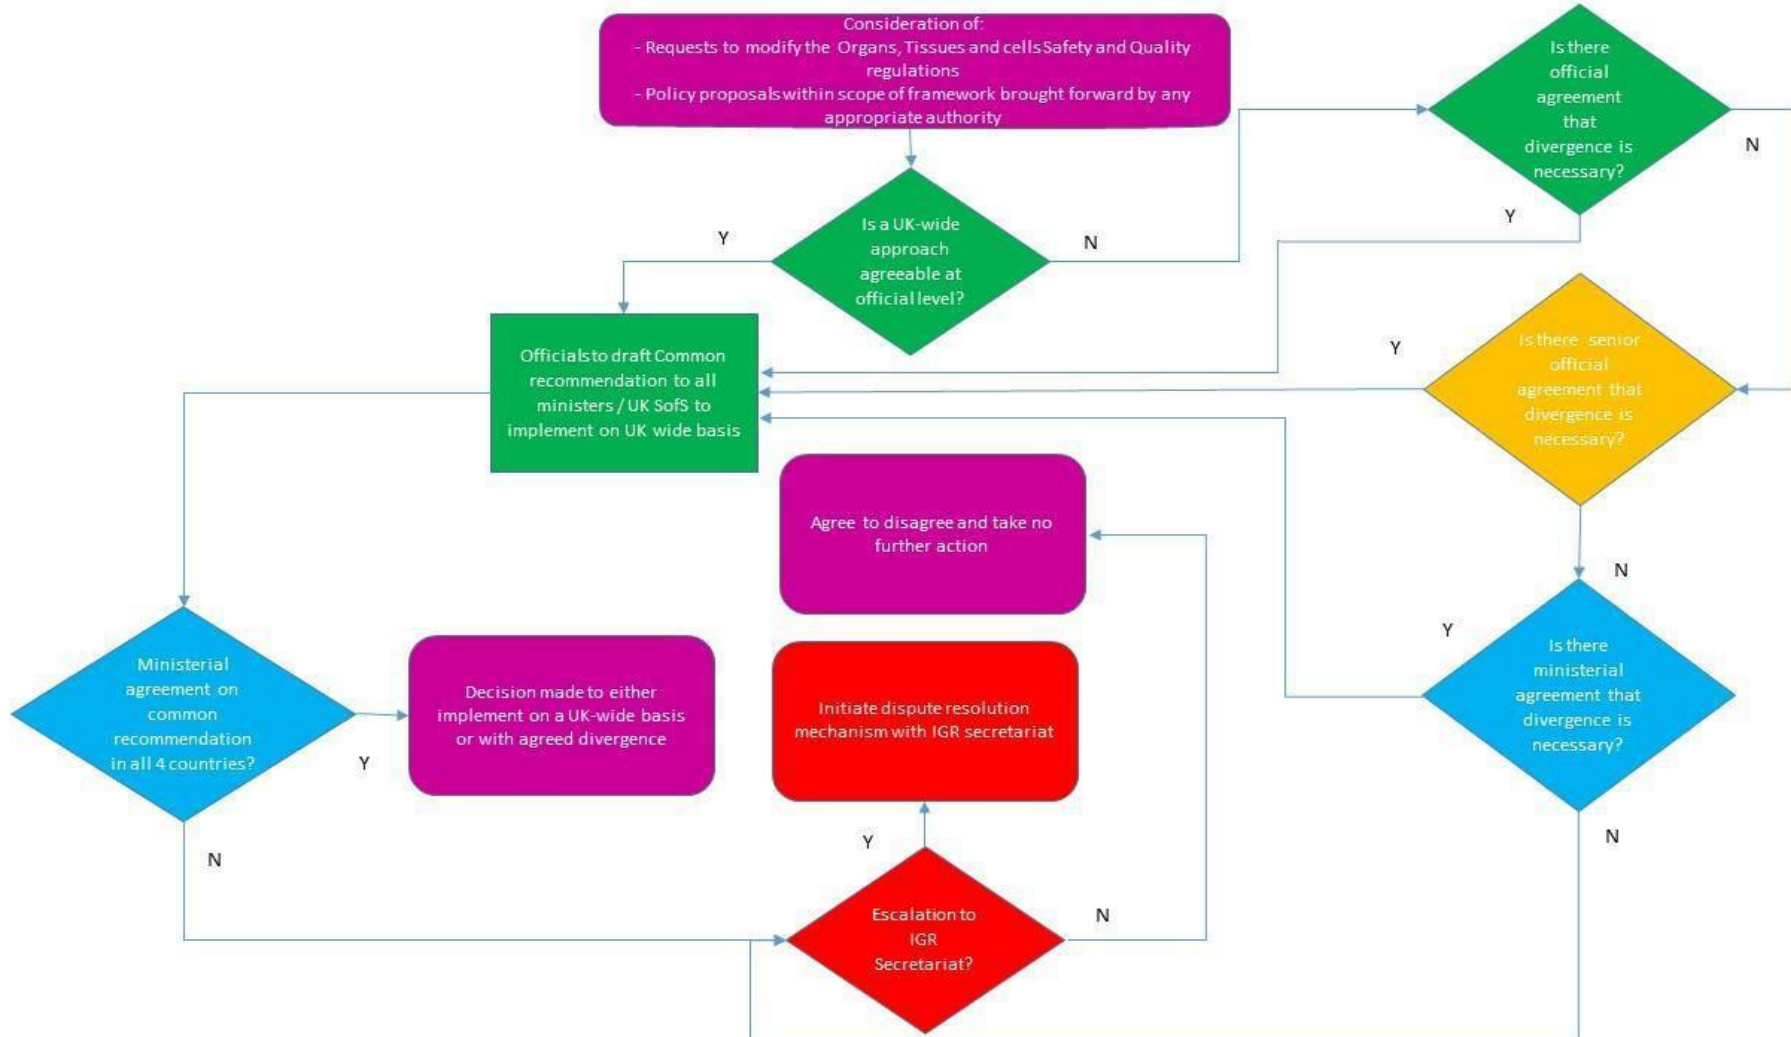 Consideration of:
- Requests to modify the Organs, Tissues and cells Safety and Quality
regulations
- Policy proposals within scope of framework brought forward by any
appropriate authority
Is there
official
agreement
that
divergence is
necessary?
N
Y
Is a UK-wide
approach
agreeable at
official level?
Y
N
Officials to draft Common
recommendation to all
ministers / UK SofS to
implement on UK wide basis
Is there senior
official
agreement that
divergence is
necessary?
Y
N
Agree to disagree and take no
further action
Is there
ministerial
agreement that
divergence is
necessary?
Y
N
Ministerial
agreement on
common
recommendation
in all 4 countries?
Y
N
Decision made to either
implement on a UK-wide basis
or with agreed divergence
Initiate dispute resolution
mechanism with IGR secretariat
Y
Escalation to
IGR
Secretariat?
N